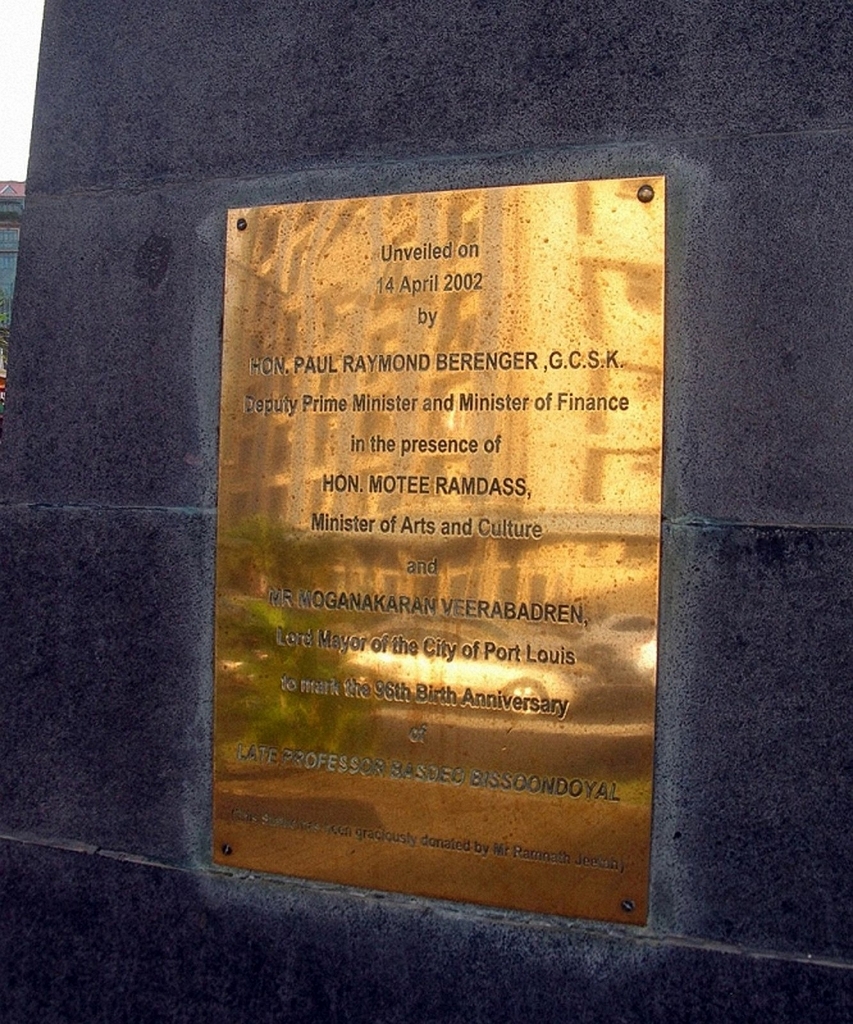 Unveiled on
14 April 2002
by
HON. PAUL RAYMOND BERENGER ,G.C.S.K.
Deputy Prime Minister and Minister of Finance
in the presence of
HON. MOTEE RAMDASS,
Minister of Arts and Culture
and
MR MOGANAKARAN VEERABADREN,
Lord Mayor of the City of Port Louis
to mark the 96th Birth Anniversary
of
LATE PROFESSOR BASDEO BISSOONDOYAL
been graciously donated by Mr Ramnath